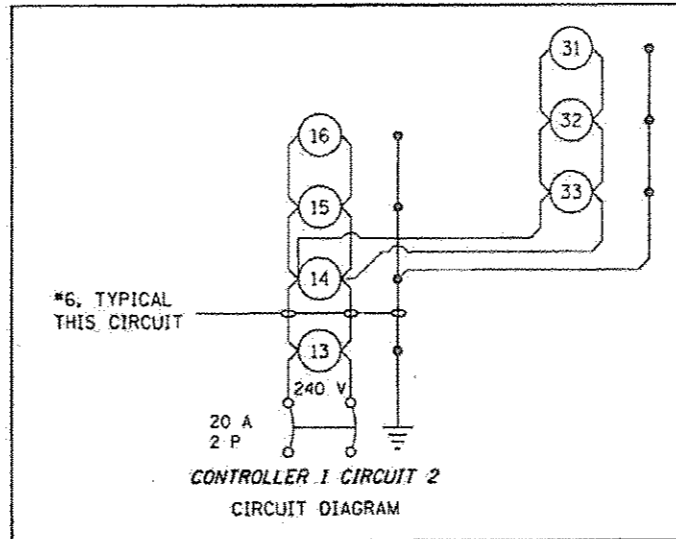 31
32
33
16
15
14
#6, TYPICAL
THIS CIRCUIT
13
240 V
20 A
2 P
CONTROLLER 1 CIRCUIT 2
CIRCUIT DIAGRAM